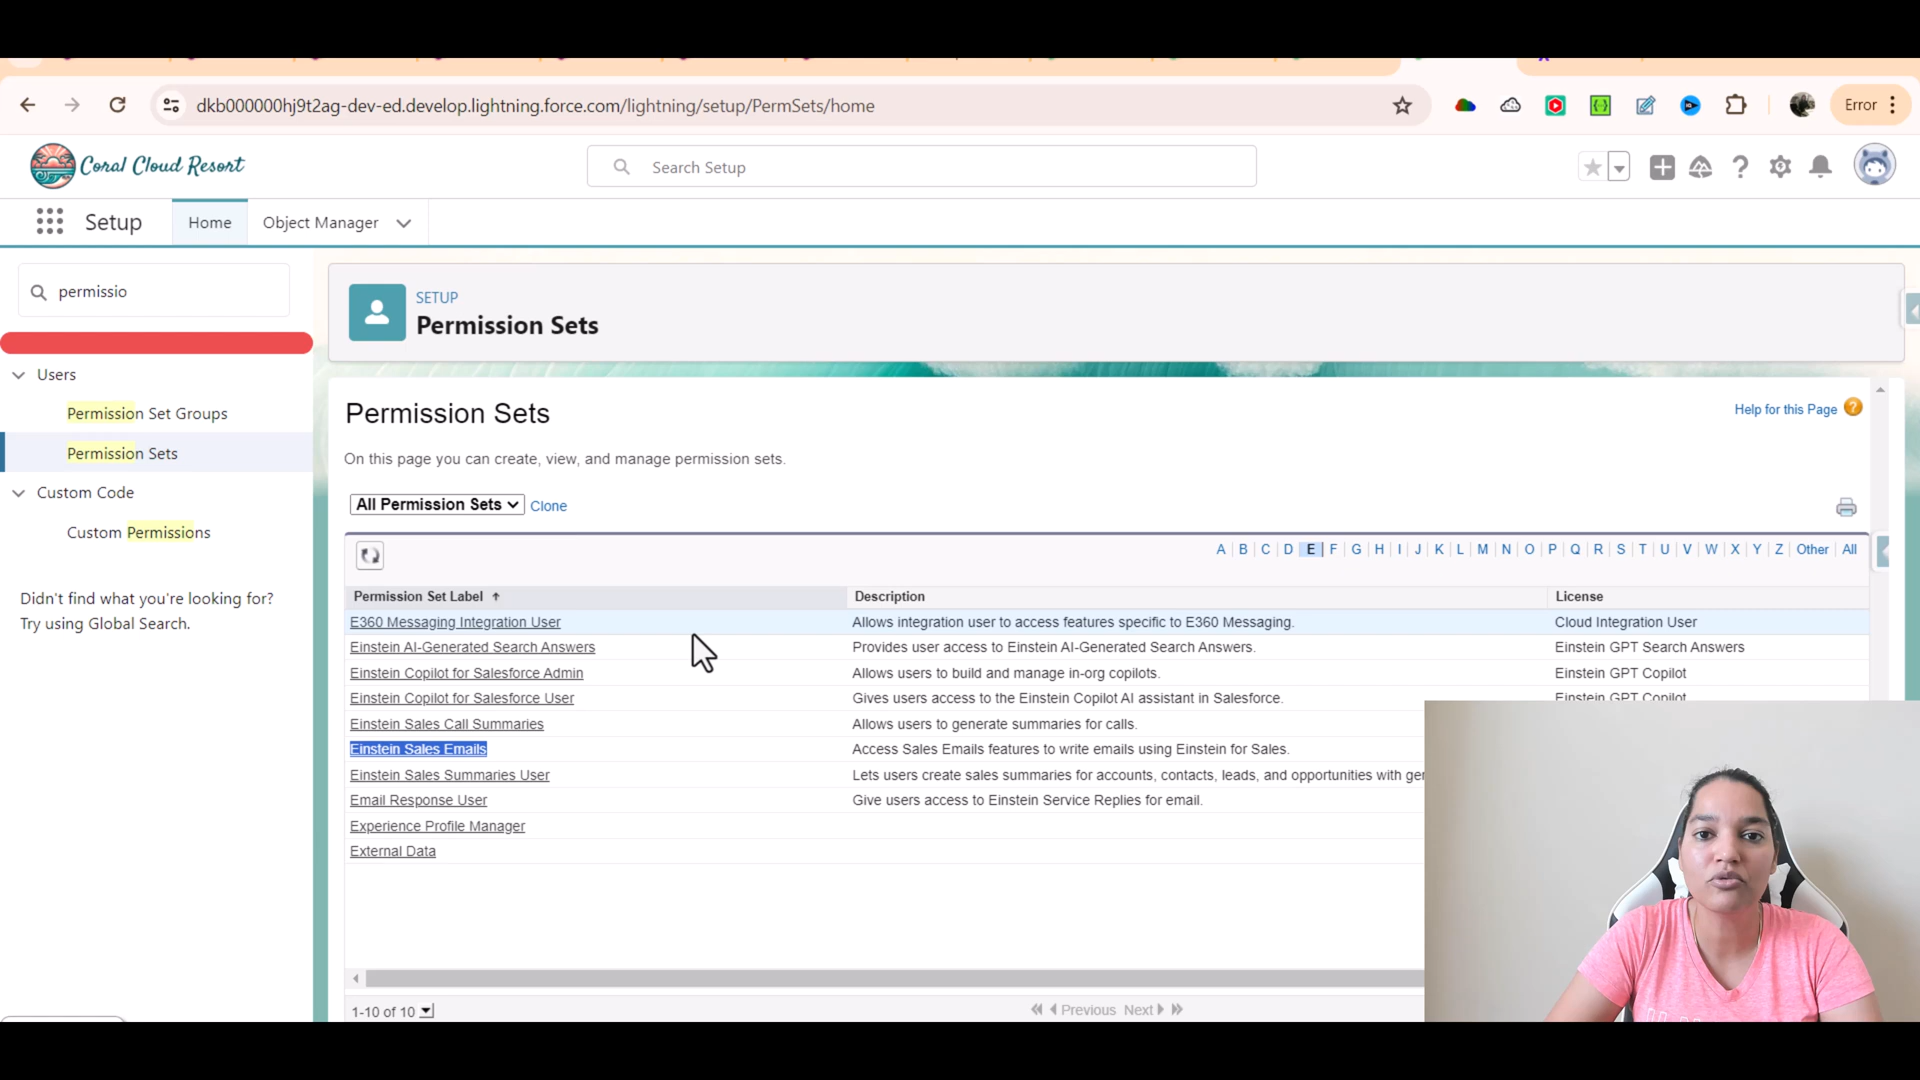 dkb000000hj9t2ag-dev-ed.develop.lightning.force.com/lightning/setup/PermSets/home
Error
Coral Cloud Resort
Search Setup
Setup
Home
Object Manager
permissio
Users
Permission Set Groups
Permission Sets
Custom Code
Custom Permissions
Didn't find what you're looking for?
Try using Global Search.
SETUP
Permission Sets
Permission Sets
Help for this Page
On this page you can create, view, and manage permission sets.
All Permission Sets Clone
A | B | C | D | E | F | G | H | I | J | K | L | M | N | O | P | Q | R | S | T | U | V | W | X | Y | Z | Other | All
Permission Set Label Description License
E360 Messaging Integration User Allows integration user to access features specific to E360 Messaging. Cloud Integration User
Einstein AI-Generated Search Answers Provides user access to Einstein AI-Generated Search Answers. Einstein GPT Search Answers
Einstein Copilot for Salesforce Admin Allows users to build and manage in-org copilots. Einstein GPT Copilot
Einstein Copilot for Salesforce User Gives users access to the Einstein Copilot AI assistant in Salesforce. Einstein GPT Copilot
Einstein Sales Call Summaries Allows users to generate summaries for calls.
Einstein Sales Emails Access Sales Emails features to write emails using Einstein for Sales.
Einstein Sales Summaries User Lets users create sales summaries for accounts, contacts, leads, and opportunities with ger
Email Response User Give users access to Einstein Service Replies for email.
Experience Profile Manager
External Data
1-10 of 10
Previous Next